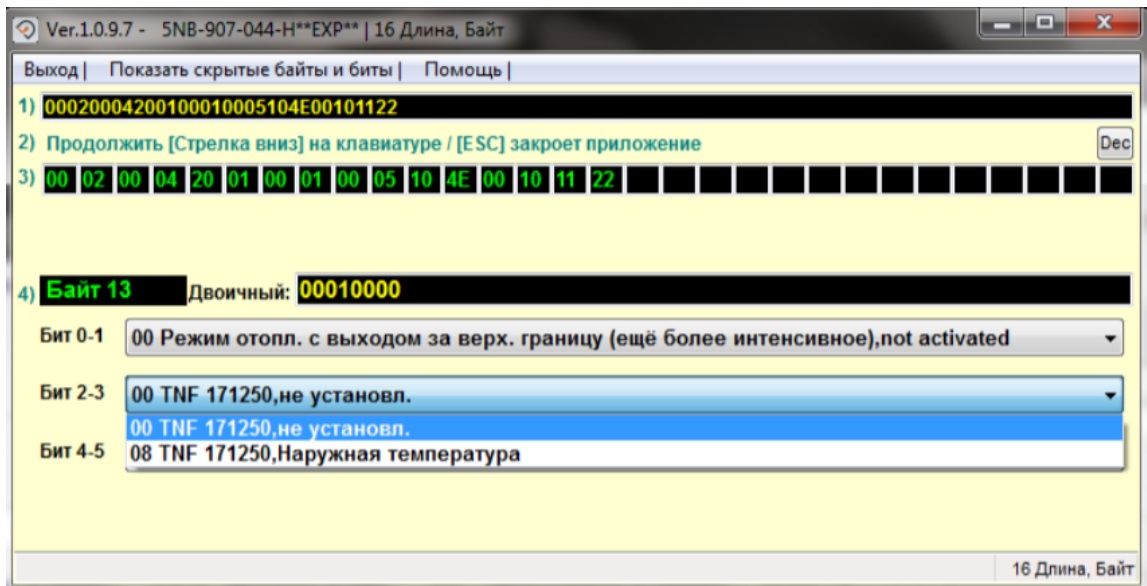 Ver.1.0.9.7 - 5NB-907-044-H**EXP** | 16 Длина, Байт
Выход | Показать скрытые байты и биты | Помощь |
1) 00020004200100010005104E00101122
2) Продолжить [Стрелка вниз] на клавиатуре / [ESC] закроет приложение Dec
3) 00 02 00 04 20 01 00 01 00 05 10 4E 00 10 11 22
4) Байт 13 Двоичный: 00010000
Бит 0-1 00 Режим отопл. с выходом за верх. границу (ещё более интенсивное),not activated
Бит 2-3 00 TNF 171250,не установл.
00 TNF 171250,не установл.
Бит 4-5 08 TNF 171250,Наружная температура
16 Длина, Байт